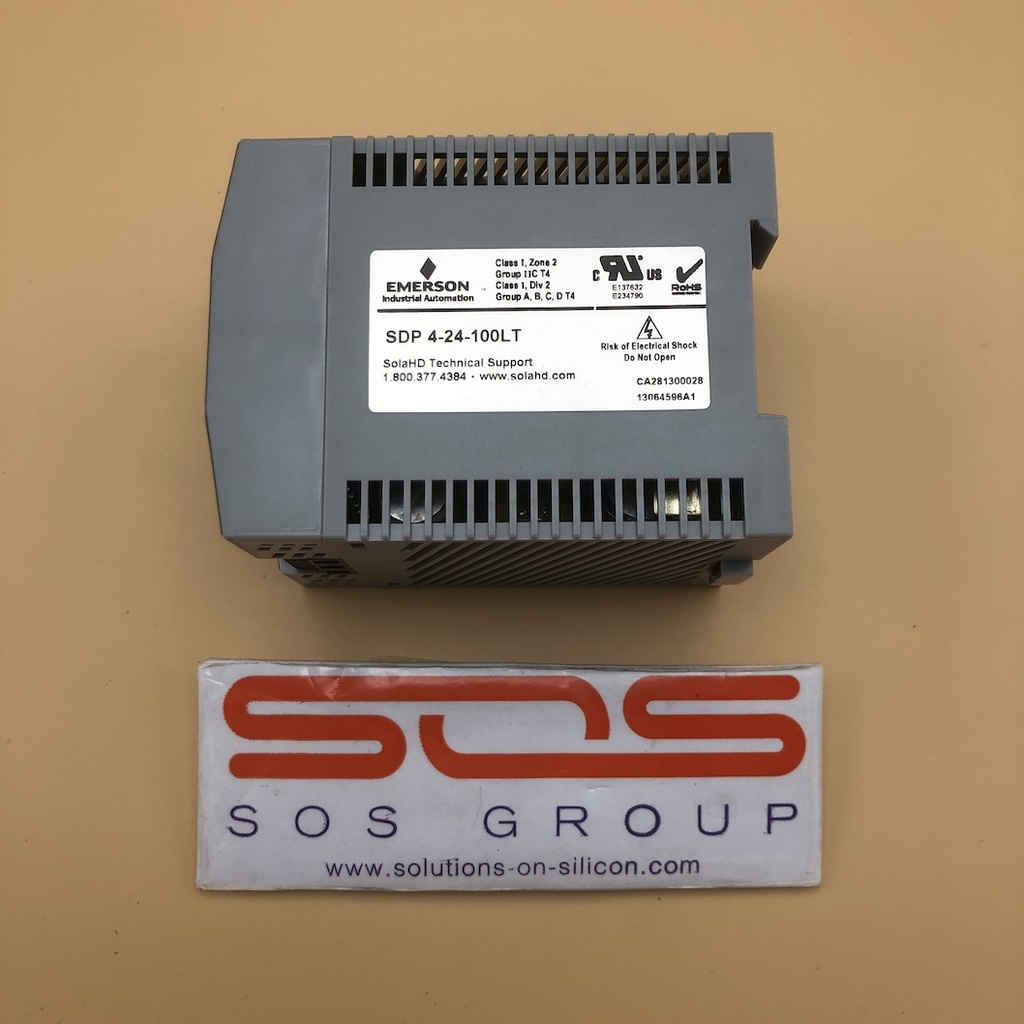 EMERSON
Industrial Automation
Class I, Zone 2
Group IIC T4
Class I, Div 2
Group A, B, C, D T4
c RU us
E137632
E234790
RoHS
SDP 4-24-100LT
SolaHD Technical Support
1.800.377.4384 · www.solahd.com
Risk of Electrical Shock
Do Not Open
CA281300028
13064596A1
SOS
SOS GROUP
www.solutions-on-silicon.com